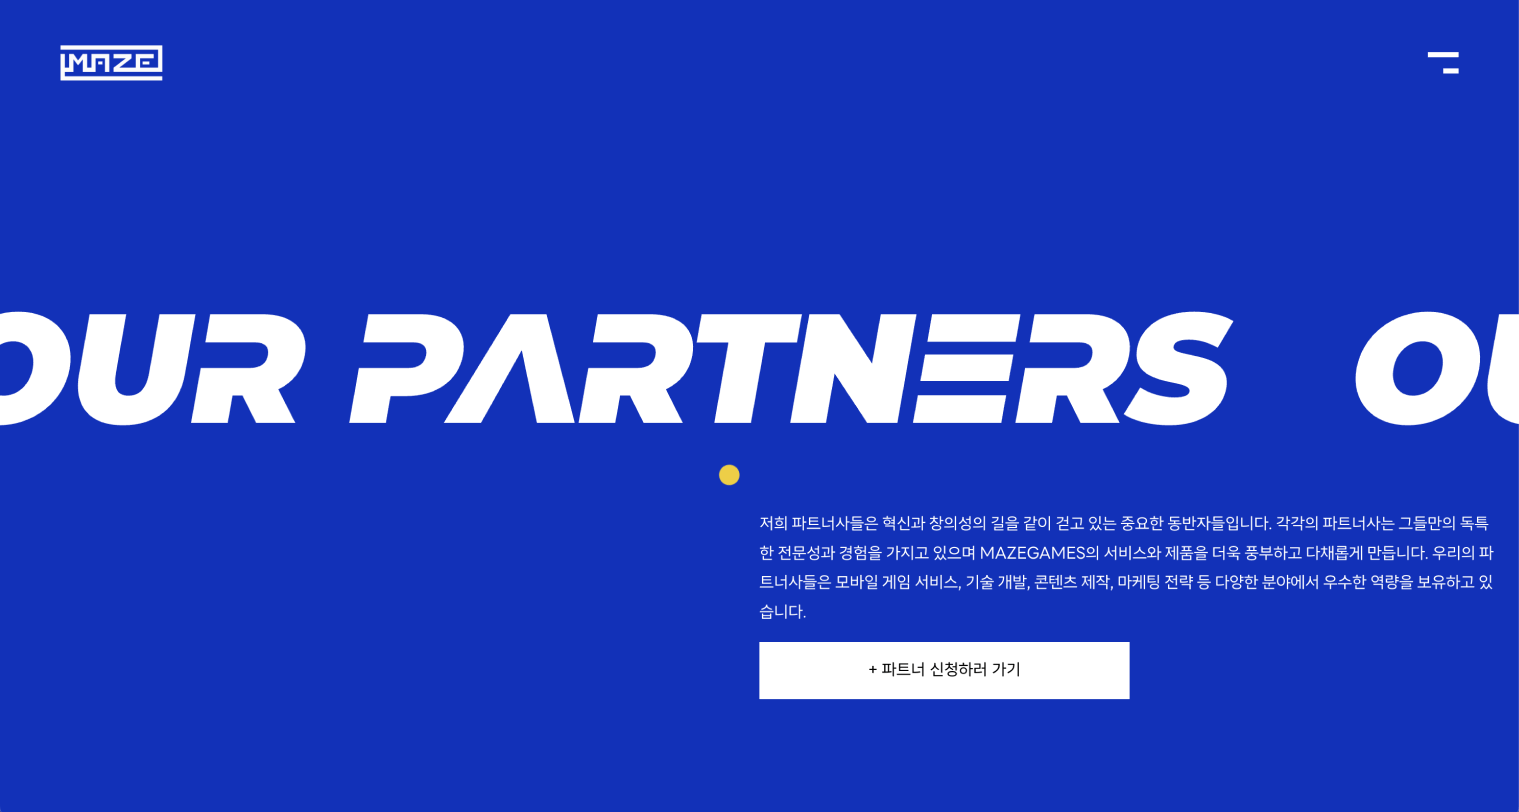 MAZE
OUR PARTNERS OU
저희 파트너사들은 혁신과 창의성의 길을 같이 걷고 있는 중요한 동반자들입니다. 각각의 파트너사는 그들만의 독특
한 전문성과 경험을 가지고 있으며 MAZEGAMES의 서비스와 제품을 더욱 풍부하고 다채롭게 만듭니다. 우리의 파
트너사들은 모바일 게임 서비스, 기술 개발, 콘텐츠 제작, 마케팅 전략 등 다양한 분야에서 우수한 역량을 보유하고 있
습니다.
+ 파트너 신청하러 가기